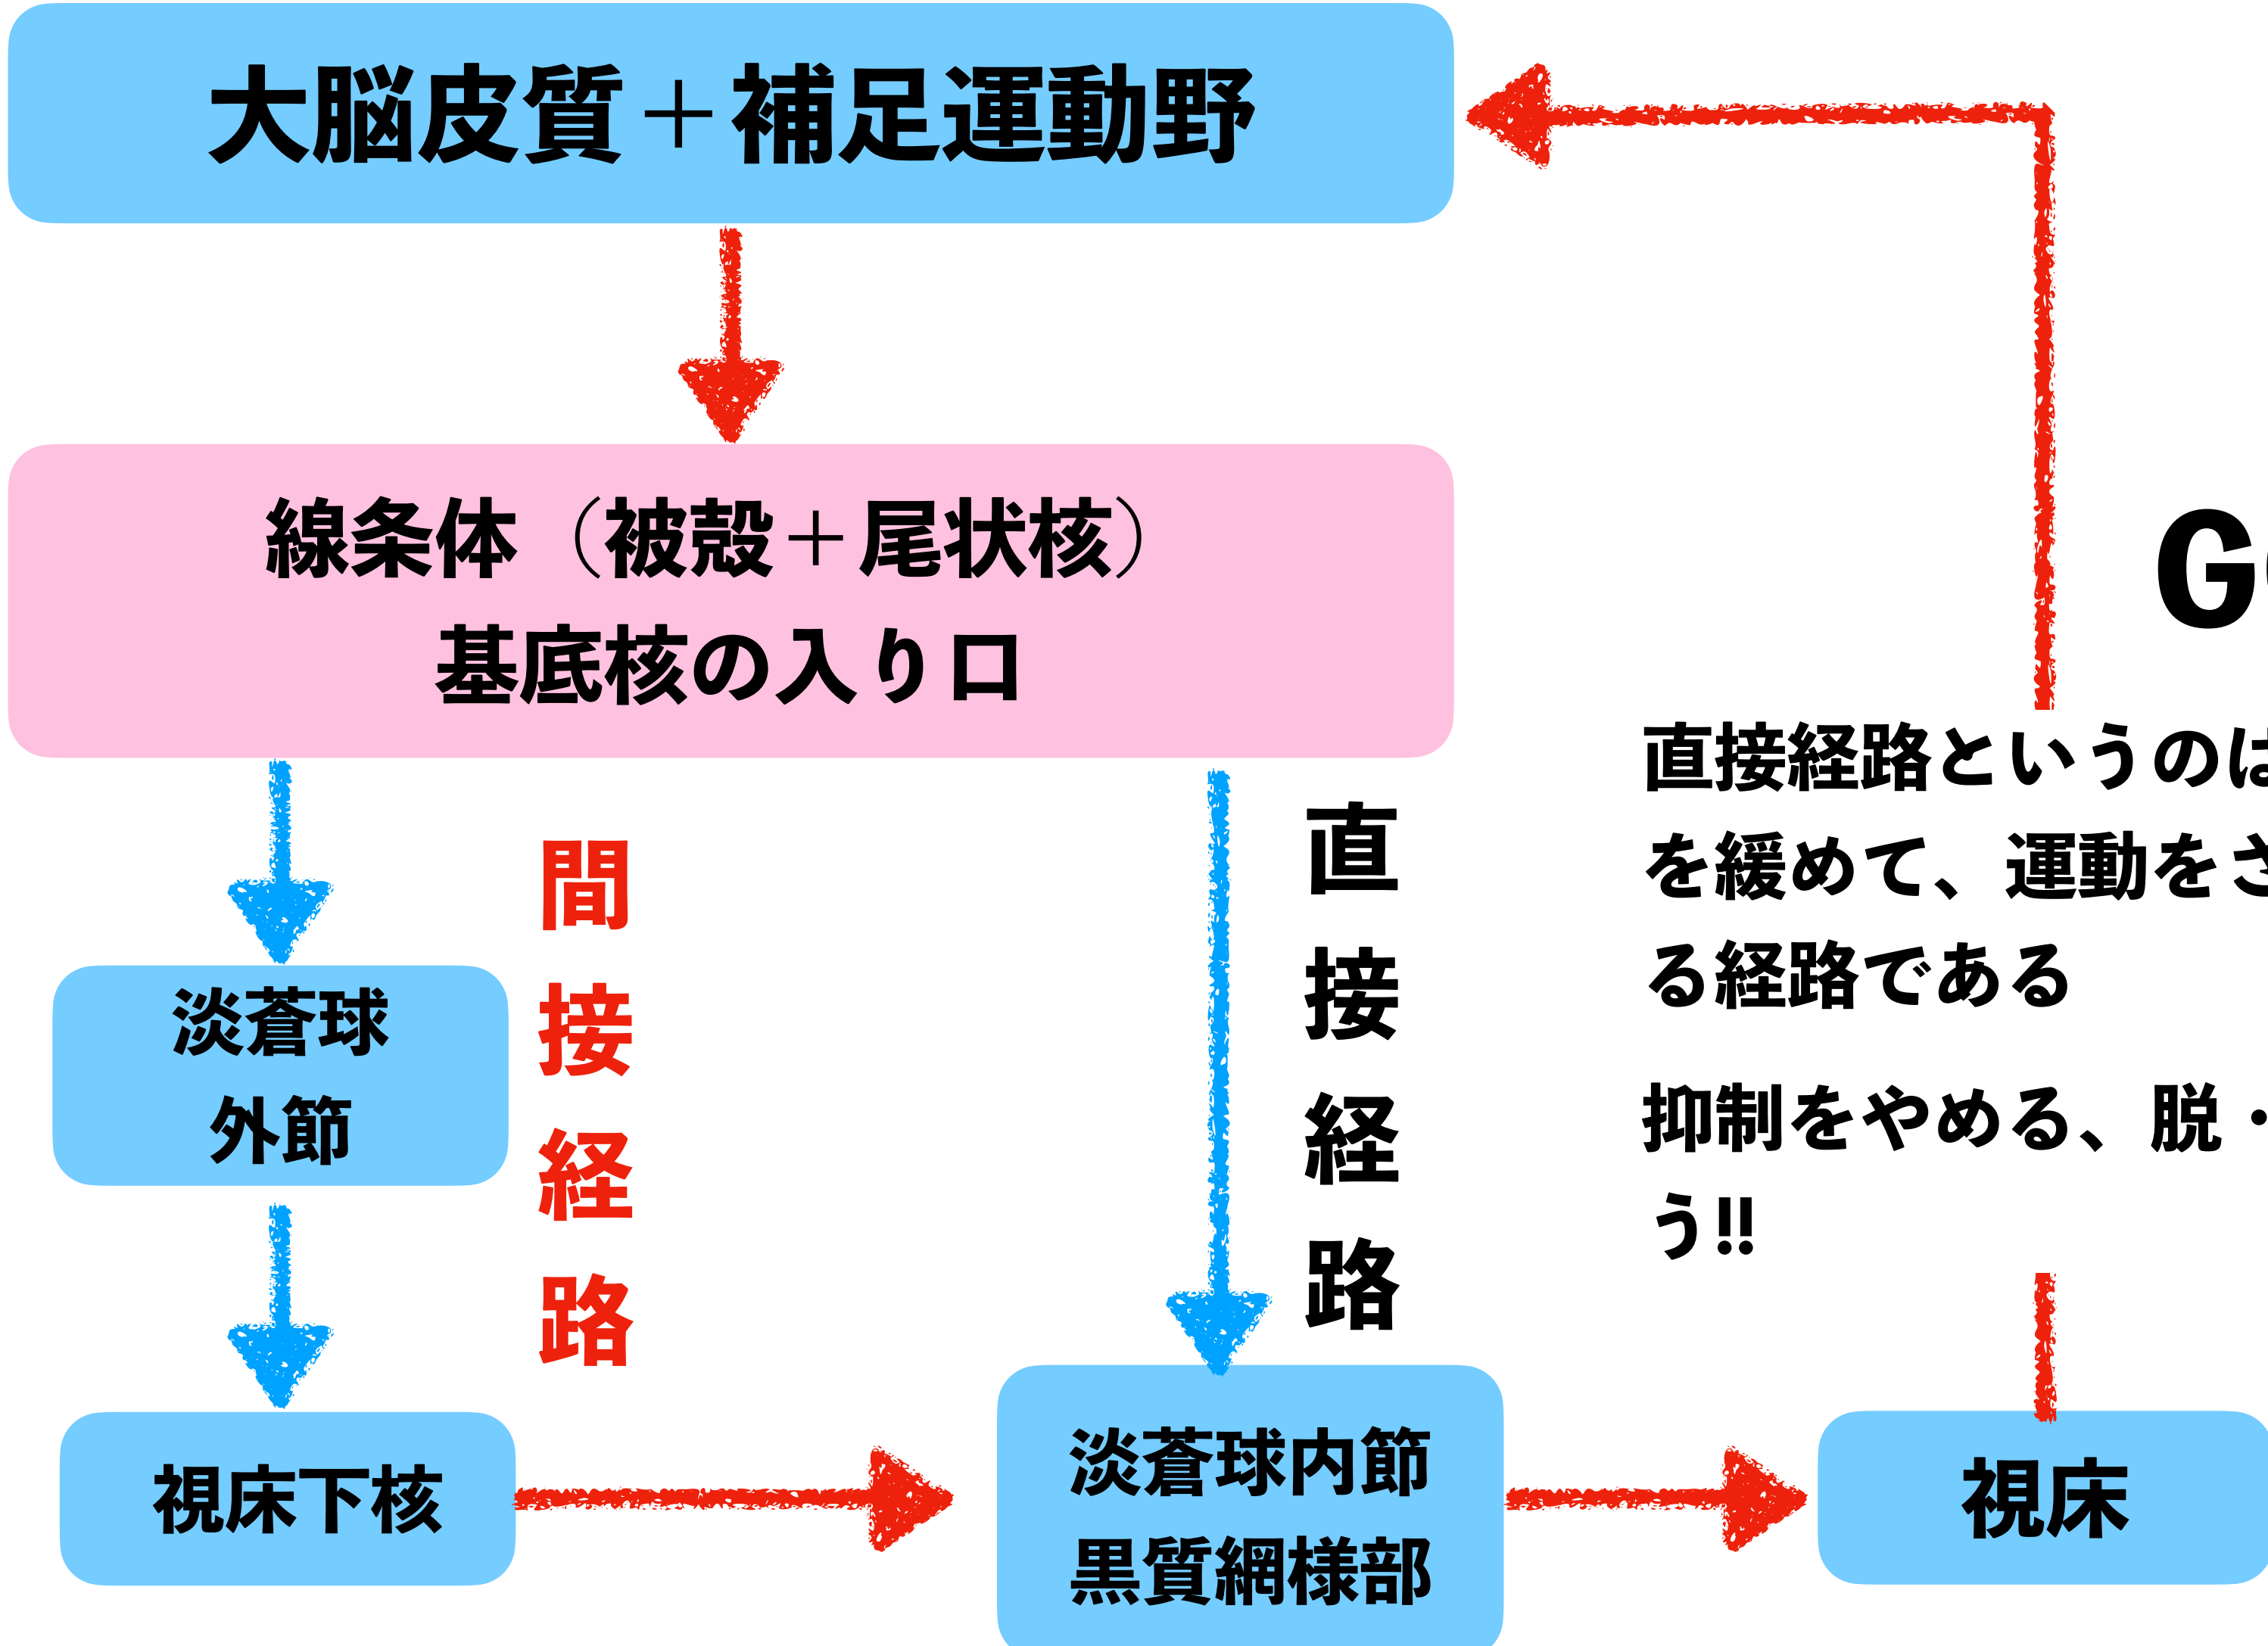 大脳皮質＋補足運動野
線条体（被殻＋尾状核）
基底核の入り口
間接経路
直接経路
淡蒼球
外節
視床下核
淡蒼球内節
黒質網様部
視床
G
直接経路というのは
を緩めて、運動をさ
る経路である
抑制をやめる、脱・
う!!